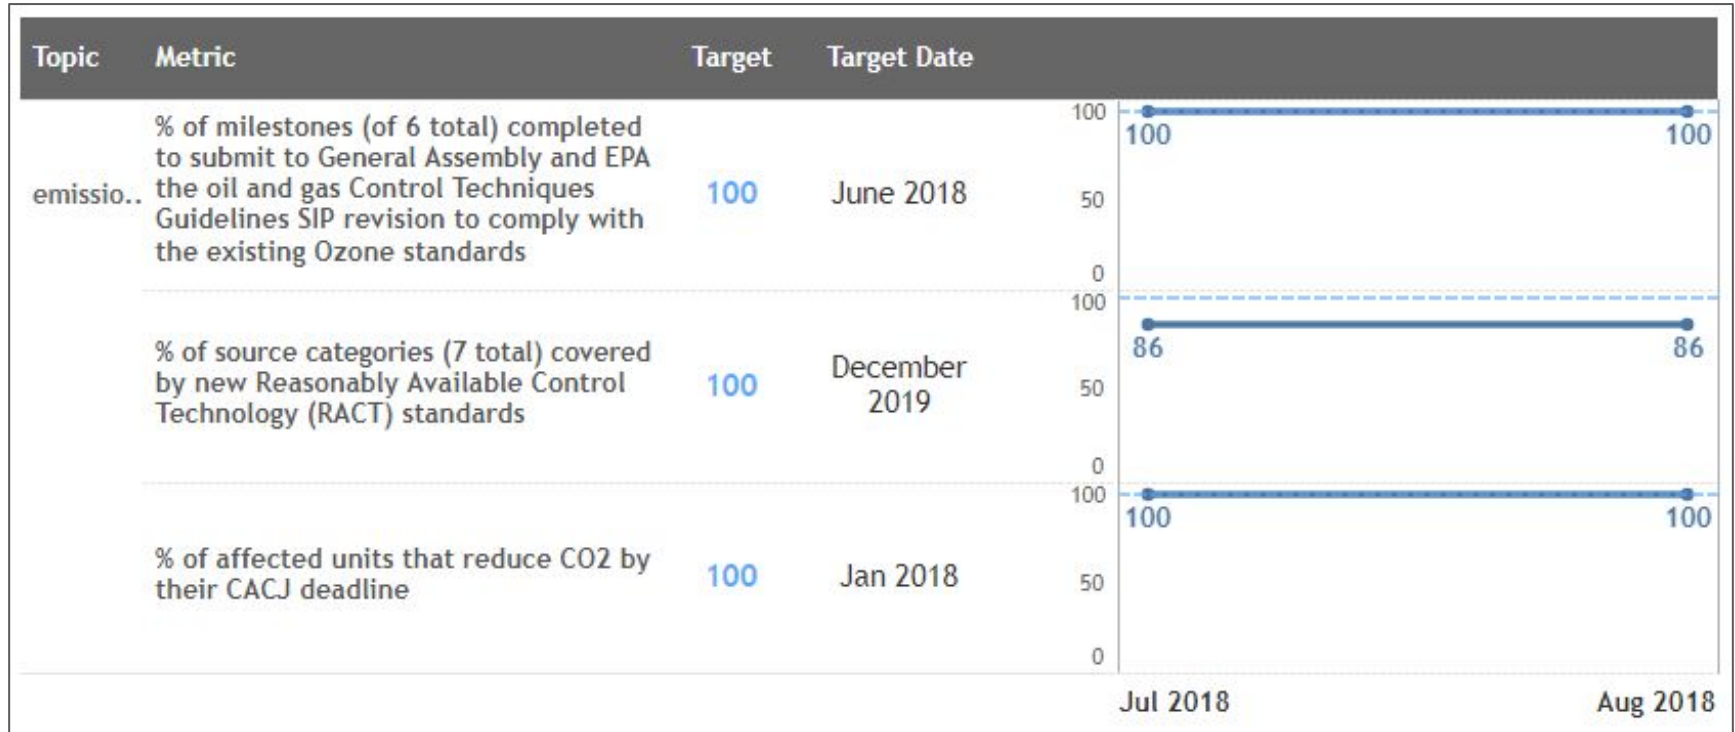 Topic Metric Target Target Date
% of milestones (of 6 total) completed
to submit to General Assembly and EPA
the oil and gas Control Techniques
Guidelines SIP revision to comply with
the existing Ozone standards
emissio..
100
June 2018
100
50
0
100 100
% of source categories (7 total) covered
by new Reasonably Available Control
Technology (RACT) standards
100
December
2019
100
50
0
86 86
% of affected units that reduce CO2 by
their CACJ deadline
100
Jan 2018
100
50
0
100 100
Jul 2018 Aug 2018